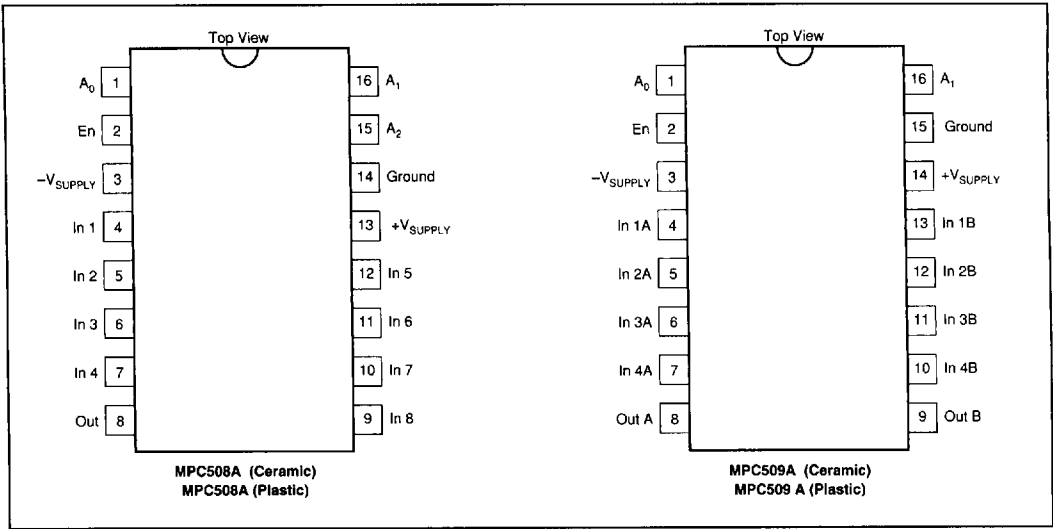 Top View
A0 1
16 A1
En 2
15 A2
–VSUPPLY 3
14 Ground
In 1 4
13 +VSUPPLY
In 2 5
12 In 5
In 3 6
11 In 6
In 4 7
10 In 7
Out 8
9 In 8
MPC508A (Ceramic)
MPC508A (Plastic)
Top View
A0 1
16 A1
En 2
15 Ground
–VSUPPLY 3
14 +VSUPPLY
In 1A 4
13 In 1B
In 2A 5
12 In 2B
In 3A 6
11 In 3B
In 4A 7
10 In 4B
Out A 8
9 Out B
MPC509A (Ceramic)
MPC509 A (Plastic)